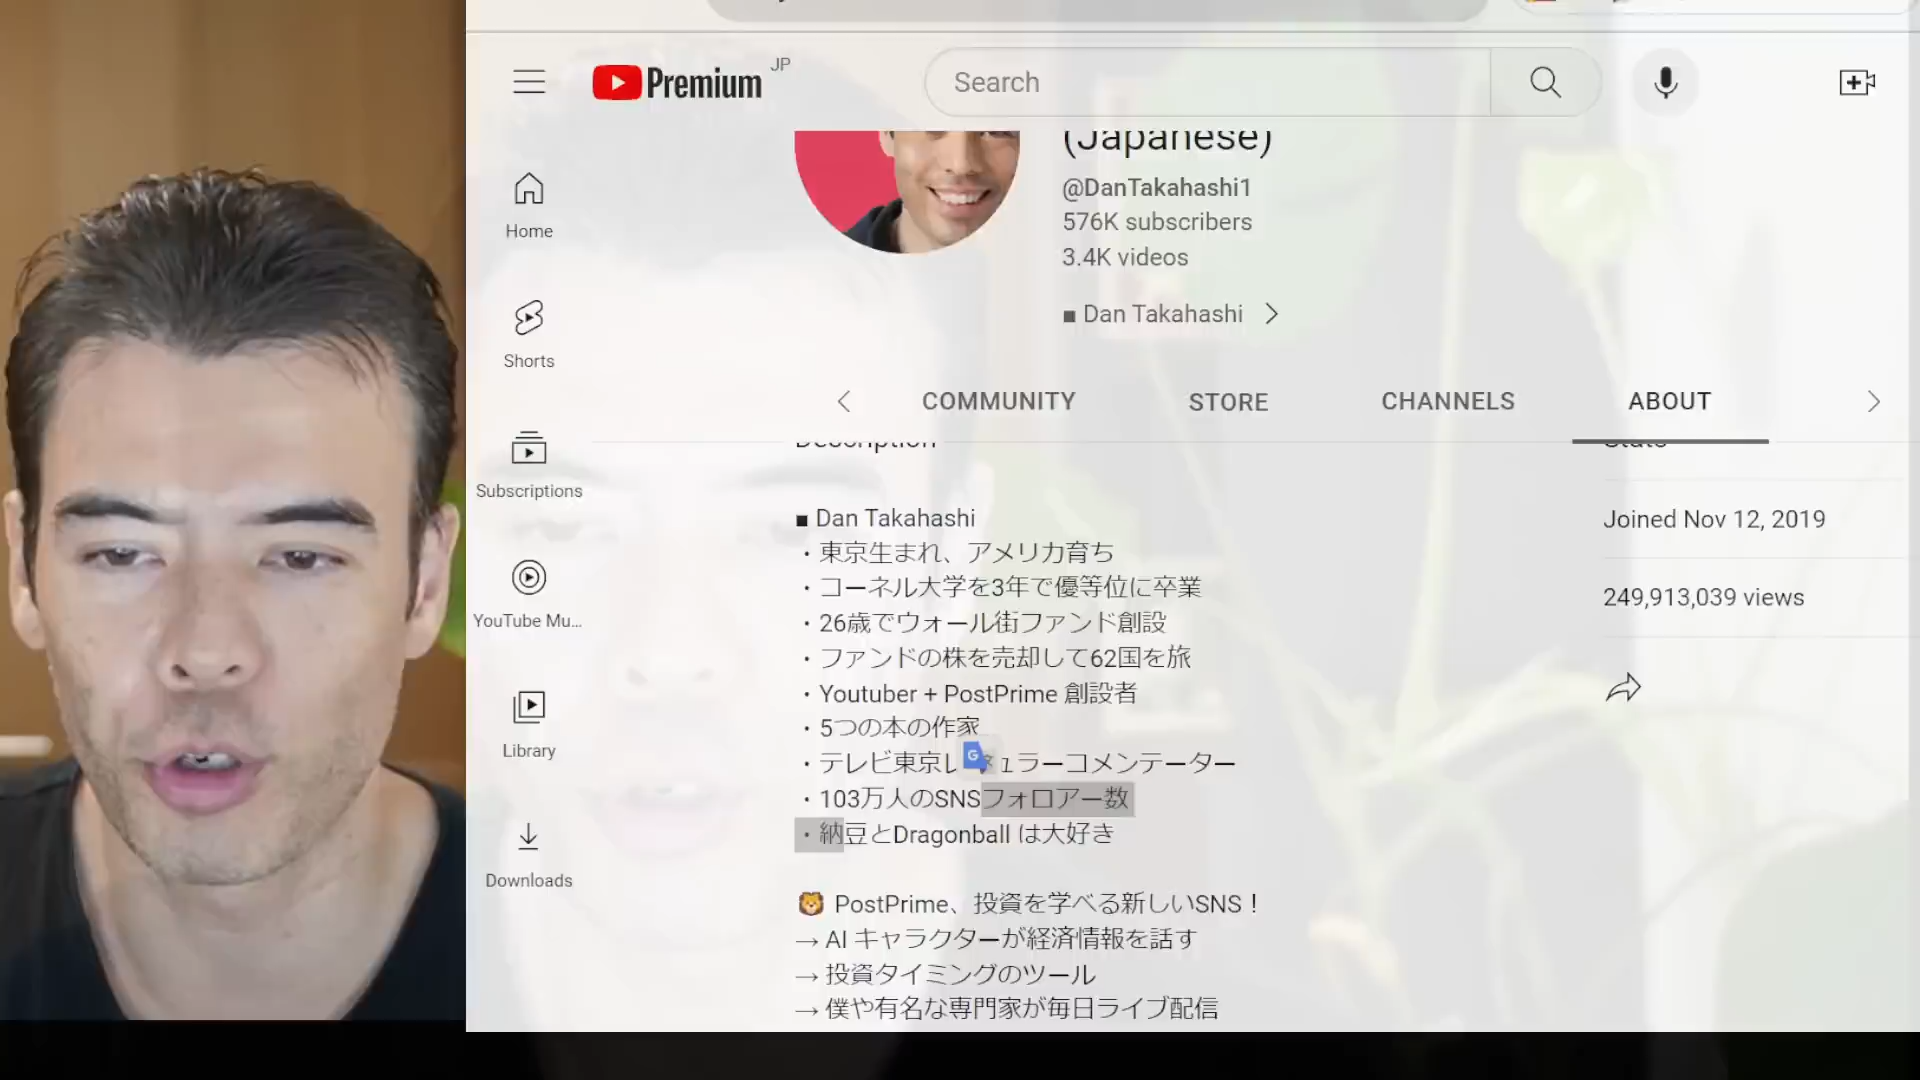 Premium JP
Search
(Japanese)
@DanTakahashi1
576K subscribers
3.4K videos
■ Dan Takahashi
Home
Shorts
Subscriptions
YouTube Mu...
Library
Downloads
COMMUNITY STORE CHANNELS ABOUT
Description
■ Dan Takahashi
・東京生まれ、アメリカ育ち
・コーネル大学を3年で優等位に卒業
・26歳でウォール街ファンド創設
・ファンドの株を売却して62国を旅
・Youtuber + PostPrime 創設者
・5つの本の作家
・テレビ東京レギュラーコメンテーター
・103万人のSNSフォロアー数
・納豆とDragonball は大好き
🦁 PostPrime、投資を学べる新しいSNS！
→ AI キャラクターが経済情報を話す
→ 投資タイミングのツール
→ 僕や有名な専門家が毎日ライブ配信
Stats
Joined Nov 12, 2019
249,913,039 views